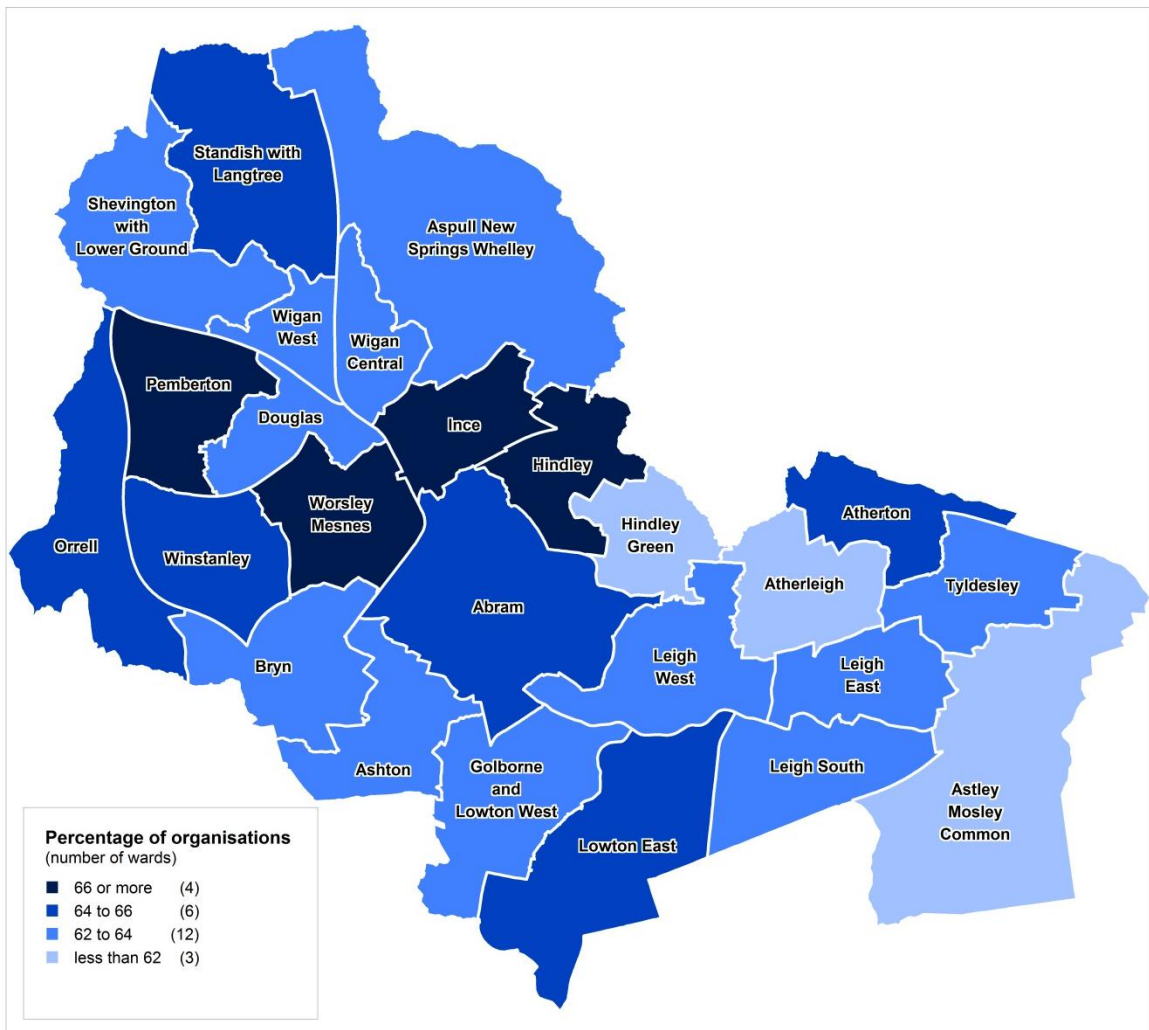 Standish with
Langtree
Shevington
with
Lower Ground
Aspull New
Springs Whelley
Wigan
West
Wigan
Central
Pemberton
Douglas
Ince
Hindley
Worsley
Mesnes
Hindley
Green
Atherton
Orrell
Winstanley
Atherleigh
Tyldesley
Abram
Bryn
Leigh
West
Leigh
East
Ashton
Golborne
and
Lowton West
Leigh South
Astley
Mosley
Common
Lowton East
Percentage of organisations
(number of wards)
66 or more (4)
64 to 66 (6)
62 to 64 (12)
less than 62 (3)